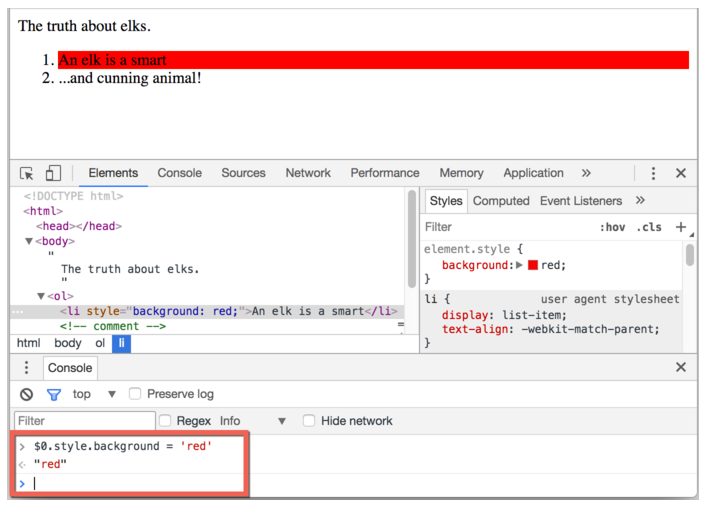 The truth about elks.
1. An elk is a smart
2. ...and cunning animal!
Elements Console Sources Network Performance Memory Application »
<!DOCTYPE html>
<html>
<head></head>
▼<body>
"
The truth about elks.
"
▼<ol>
<li style="background: red;">An elk is a smart</li>
<!-- comment -->
html body ol li
Styles Computed Event Listeners »
Filter :hov .cls +
element.style {
background:▶ red;
}
li { user agent stylesheet
display: list-item;
text-align: -webkit-match-parent;
}
Console
top ▼ Preserve log
Filter Regex Info ▼ Hide network
> $0.style.background = 'red'
"red"
>